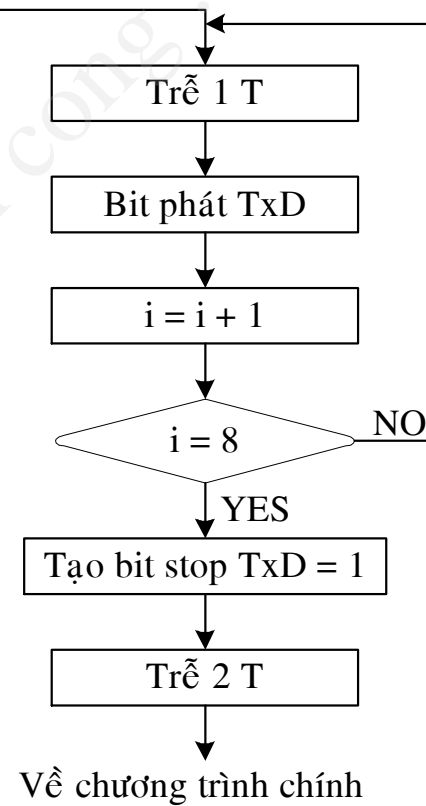 Trễ 1 T
Bit phát TxD
i = i + 1
i = 8
NO
YES
Tạo bit stop TxD = 1
Trễ 2 T
Về chương trình chính